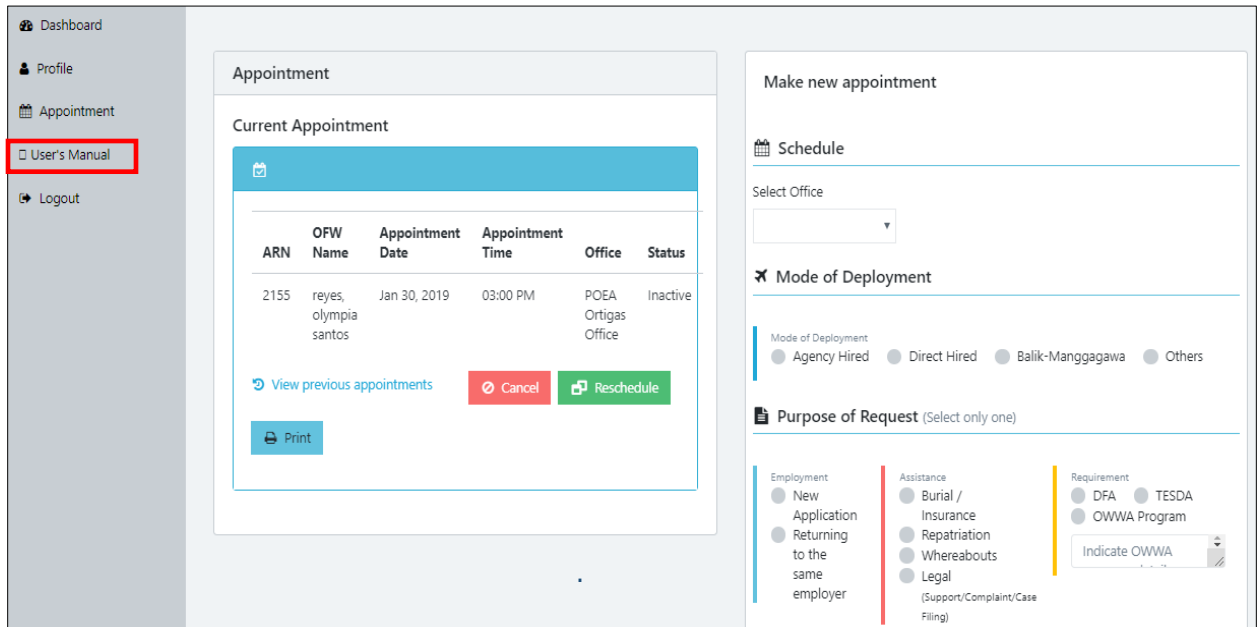 Dashboard
Profile
Appointment
User's Manual
Logout
Appointment
Current Appointment
ARN OFW Name Appointment Date Appointment Time Office Status
2155 reyes, olympia santos Jan 30, 2019 03:00 PM POEA Ortigas Office Inactive
View previous appointments
Cancel
Reschedule
Print
Make new appointment
Schedule
Select Office
Mode of Deployment
Mode of Deployment
Agency Hired Direct Hired Balik-Manggagawa Others
Purpose of Request (Select only one)
Employment
New
Application
Returning
to the
same
employer
Assistance
Burial /
Insurance
Repatriation
Whereabouts
Legal
(Support/Complaint/Case
Filing)
Requirement
DFA TESDA
OWWA Program
Indicate OWWA